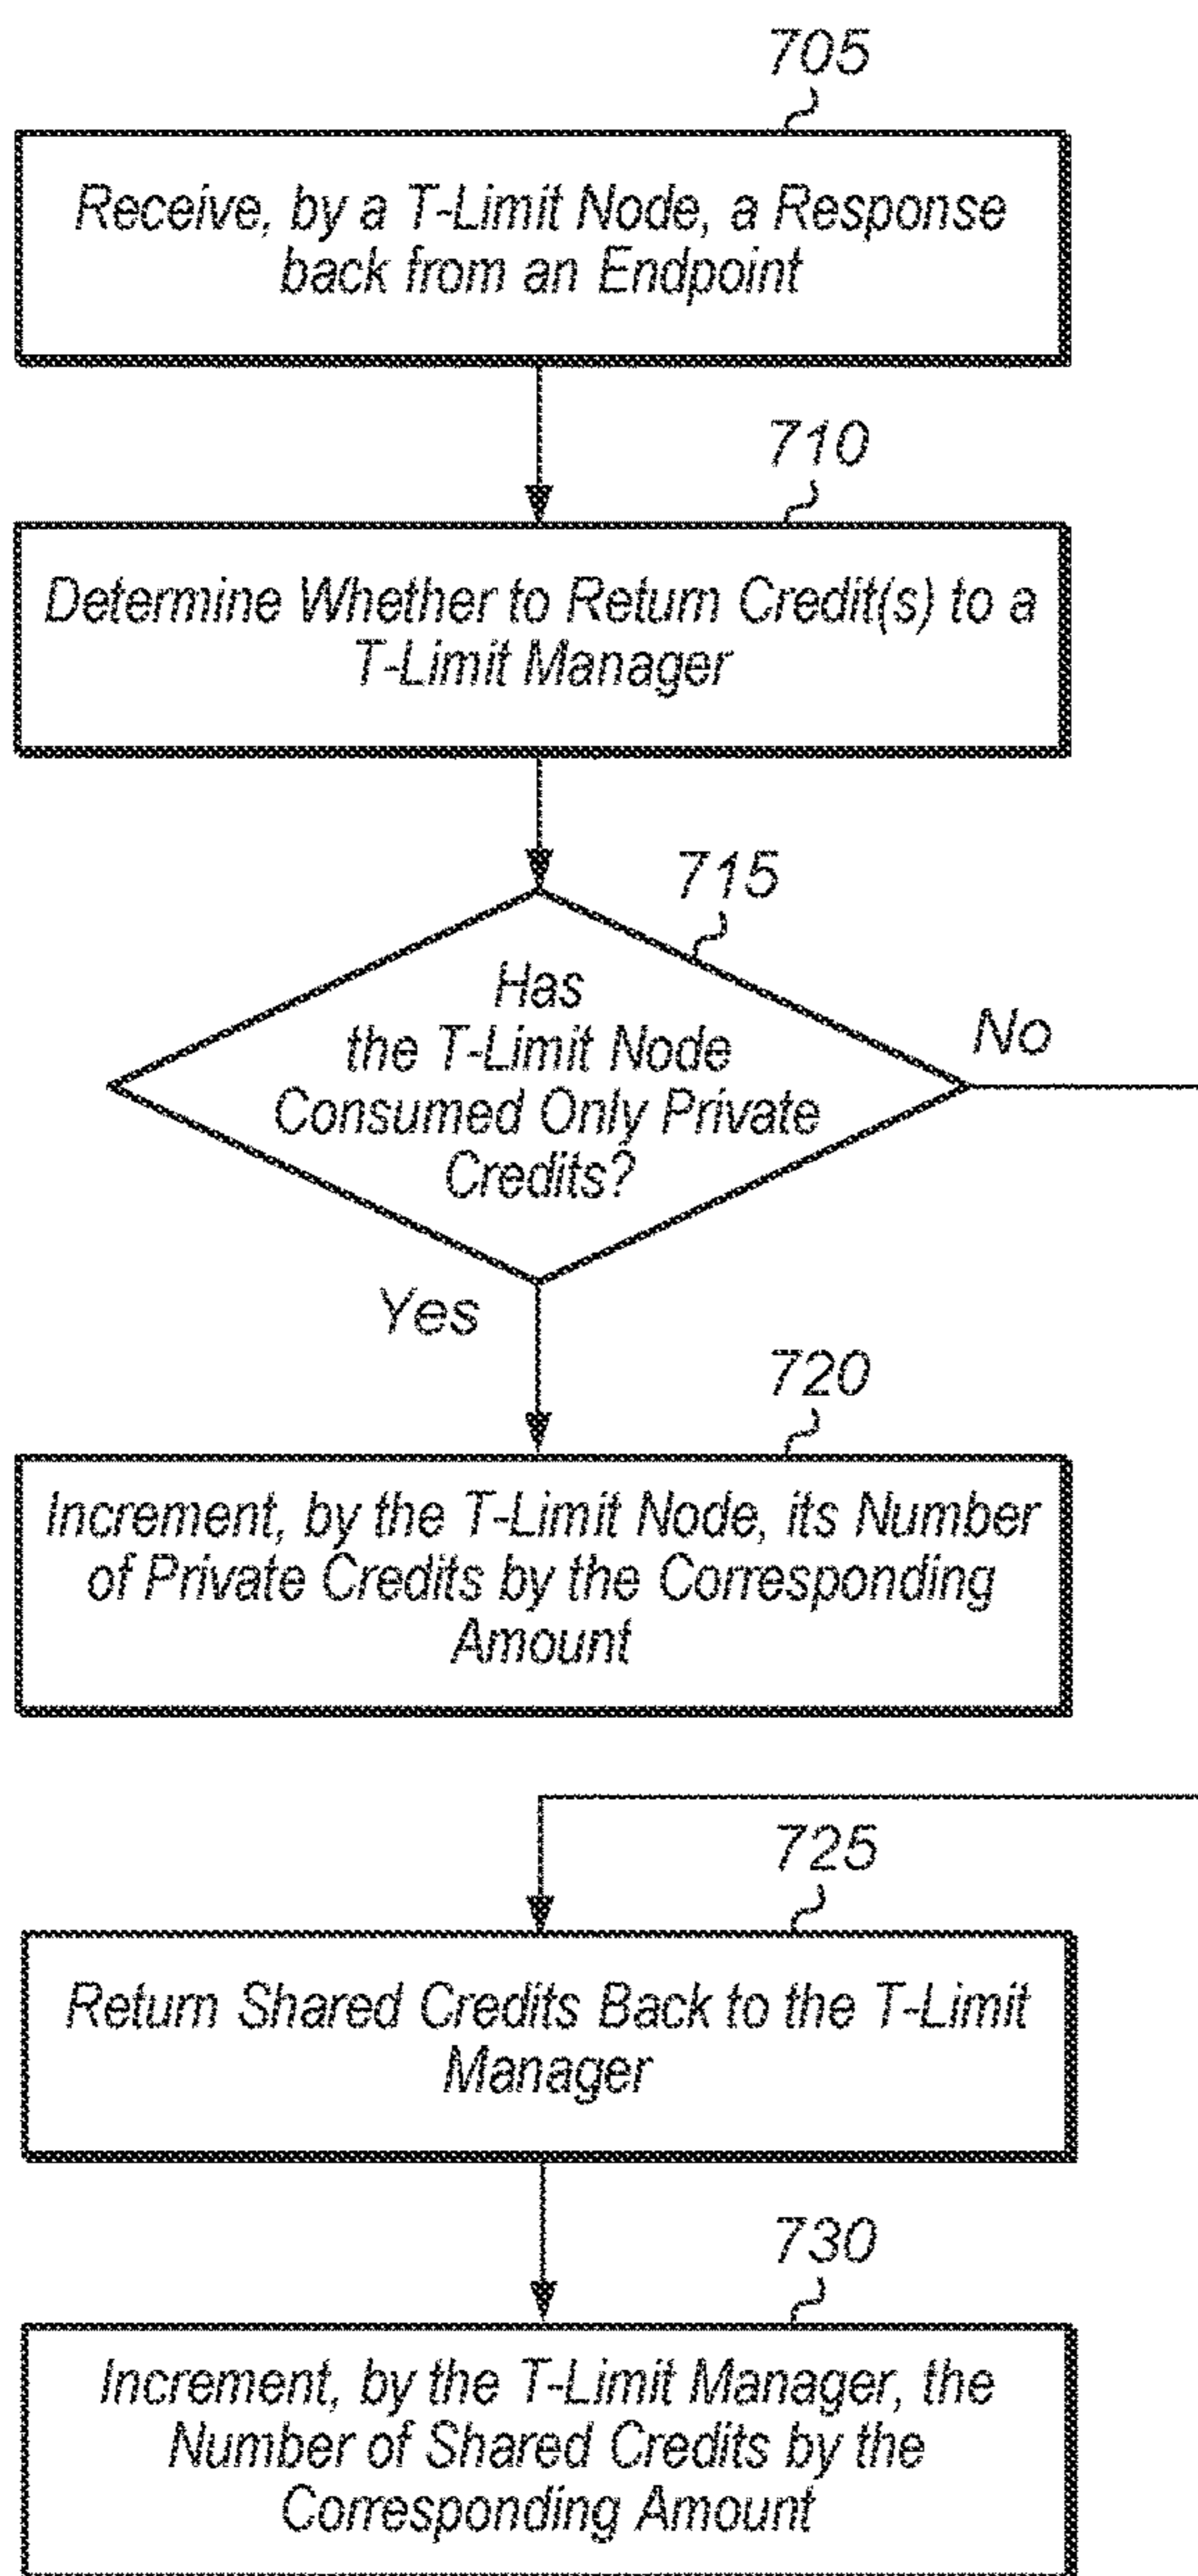 705
Receive, by a T-Limit Node, a Response
back from an Endpoint
710
Determine Whether to Return Credit(s) to a
T-Limit Manager
715
Has
the T-Limit Node
Consumed Only Private
Credits?
No
Yes
720
Increment, by the T-Limit Node, its Number
of Private Credits by the Corresponding
Amount
725
Return Shared Credits Back to the T-Limit
Manager
730
Increment, by the T-Limit Manager, the
Number of Shared Credits by the
Corresponding Amount